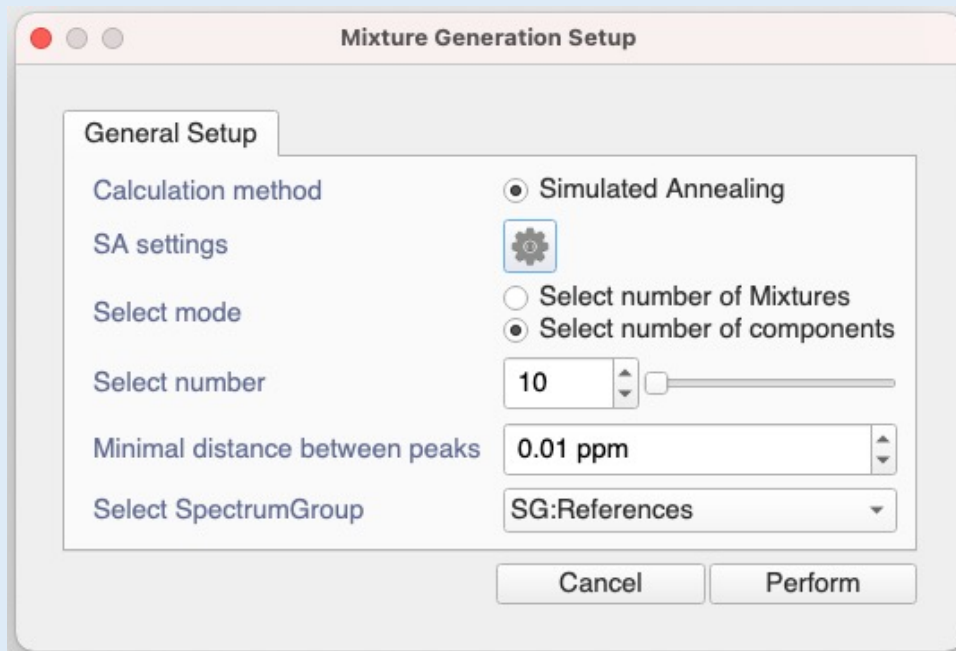 Mixture Generation Setup
General Setup
Calculation method
Simulated Annealing
SA settings
Select mode
Select number of Mixtures
Select number of components
Select number
10
Minimal distance between peaks
0.01 ppm
Select SpectrumGroup
SG:References
Cancel
Perform